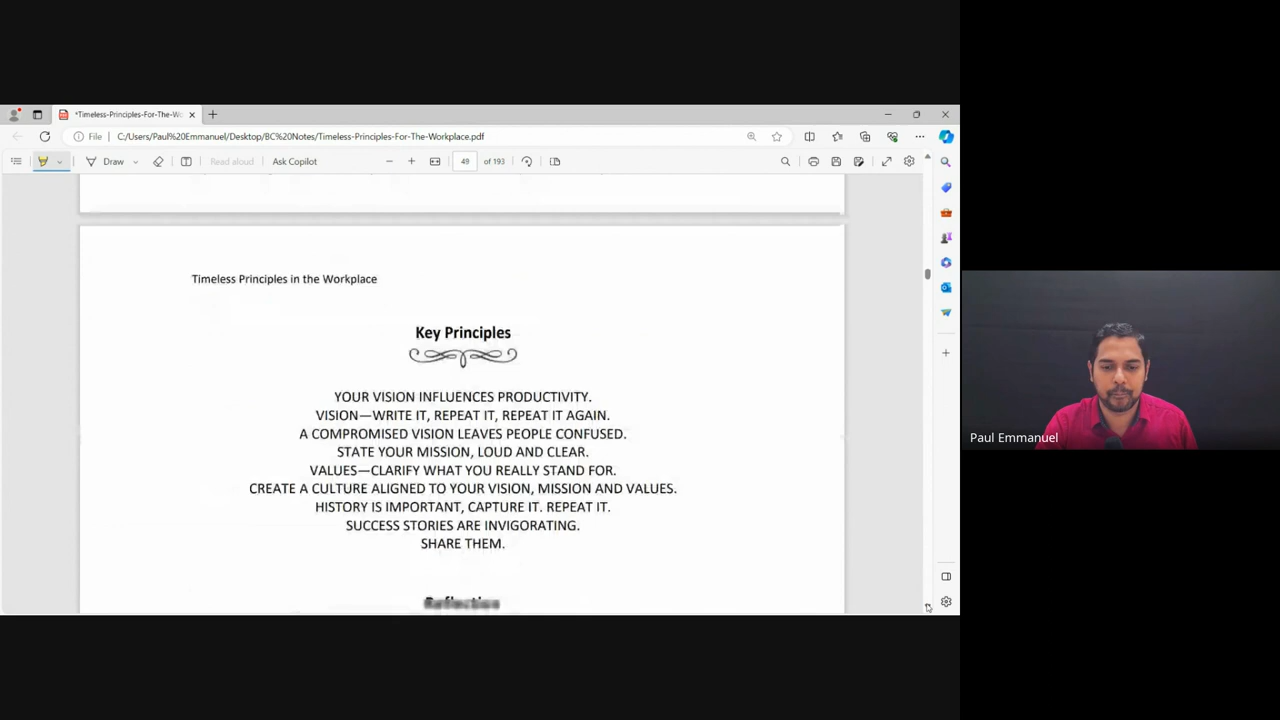 *Timeless-Principles-For-The-Wo
File
C:/Users/Paul%20Emmanuel/Desktop/BC%20Notes/Timeless-Principles-For-The-Workplace.pdf
Draw
Read aloud
Ask Copilot
49
of 193
Timeless Principles in the Workplace
Key Principles
YOUR VISION INFLUENCES PRODUCTIVITY.
VISION—WRITE IT, REPEAT IT, REPEAT IT AGAIN.
A COMPROMISED VISION LEAVES PEOPLE CONFUSED.
STATE YOUR MISSION, LOUD AND CLEAR.
VALUES—CLARIFY WHAT YOU REALLY STAND FOR.
CREATE A CULTURE ALIGNED TO YOUR VISION, MISSION AND VALUES.
HISTORY IS IMPORTANT, CAPTURE IT. REPEAT IT.
SUCCESS STORIES ARE INVIGORATING.
SHARE THEM.
Reflection
Paul Emmanuel